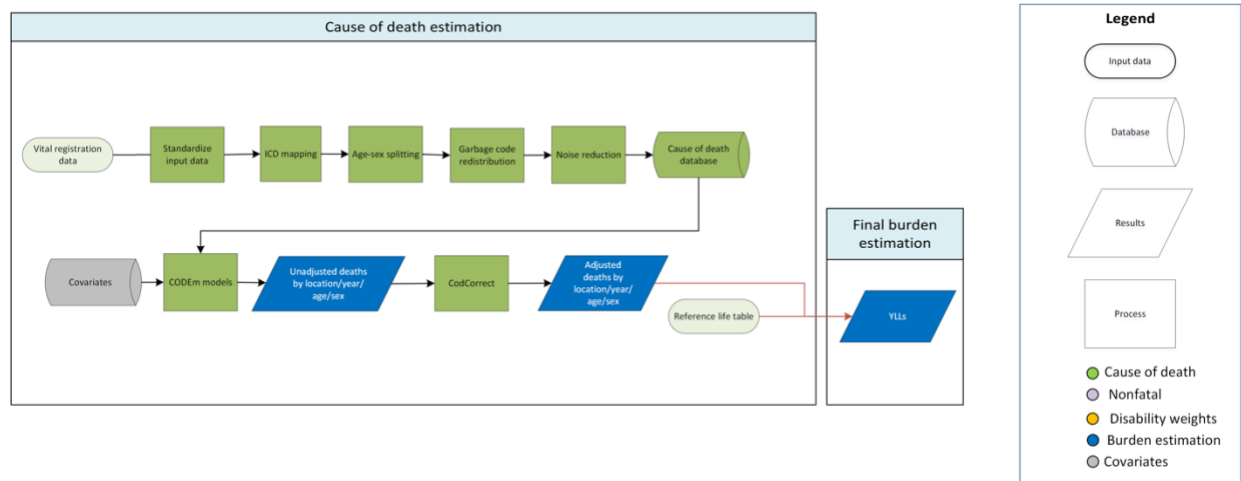 Cause of death estimation
Vital registration
data
Standardize
input data
ICD mapping
Age-sex splitting
Garbage code
redistribution
Noise reduction
Cause of death
database
Covariates
CODEm models
Unadjusted deaths
by location/year/
age/sex
CodCorrect
Adjusted
deaths by
location/year/
age/sex
Reference life table
Final burden
estimation
YLLs
Legend
Input data
Database
Results
Process
Cause of death
Nonfatal
Disability weights
Burden estimation
Covariates